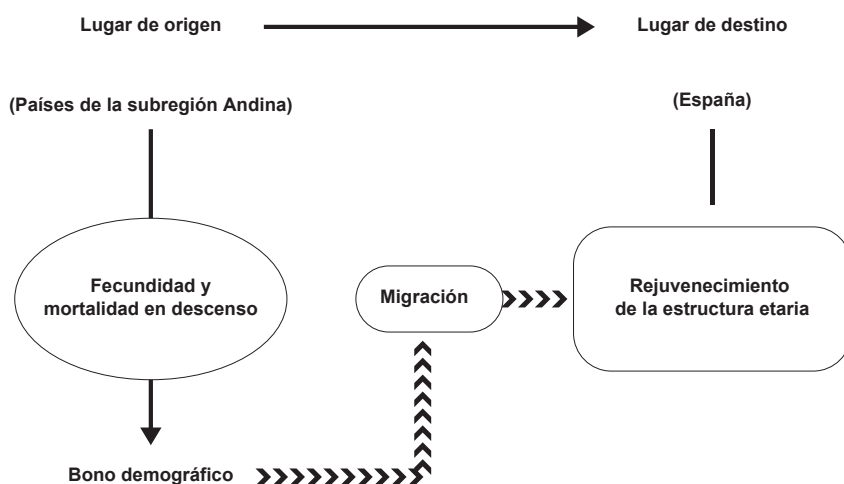 Lugar de origen
Lugar de destino
(Países de la subregión Andina)
(España)
Fecundidad y
mortalidad en descenso
Migración
Rejuvenecimiento
de la estructura etaria
Bono demográfico